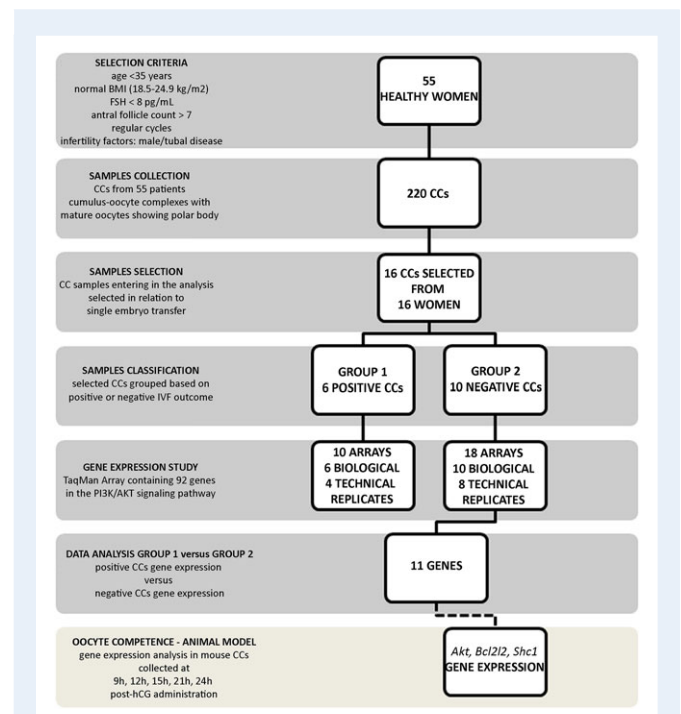 SELECTION CRITERIA
age <35 years
normal BMI (18.5-24.9 kg/m2)
FSH < 8 pg/mL
antral follicle count > 7
regular cycles
infertility factors: male/tubal disease
55
HEALTHY WOMEN
SAMPLES COLLECTION
CCs from 55 patients
cumulus-oocyte complexes with
mature oocytes showing polar body
220 CCs
SAMPLES SELECTION
CC samples entering in the analysis
selected in relation to
single embryo transfer
16 CCs SELECTED
FROM
16 WOMEN
SAMPLES CLASSIFICATION
selected CCs grouped based on
positive or negative IVF outcome
GROUP 1
6 POSITIVE CCs
GROUP 2
10 NEGATIVE CCs
GENE EXPRESSION STUDY
TaqMan Array containing 92 genes
in the PI3K/AKT signaling pathway
10 ARRAYS
6 BIOLOGICAL
4 TECHNICAL
REPLICATES
18 ARRAYS
10 BIOLOGICAL
8 TECHNICAL
REPLICATES
DATA ANALYSIS GROUP 1 versus GROUP 2
positive CCs gene expression
versus
negative CCs gene expression
11 GENES
OOCYTE COMPETENCE - ANIMAL MODEL
gene expression analysis in mouse CCs
collected at
9h, 12h, 15h, 21h, 24h
post-hCG administration
Akt, Bcl2l2, Shc1
GENE EXPRESSION